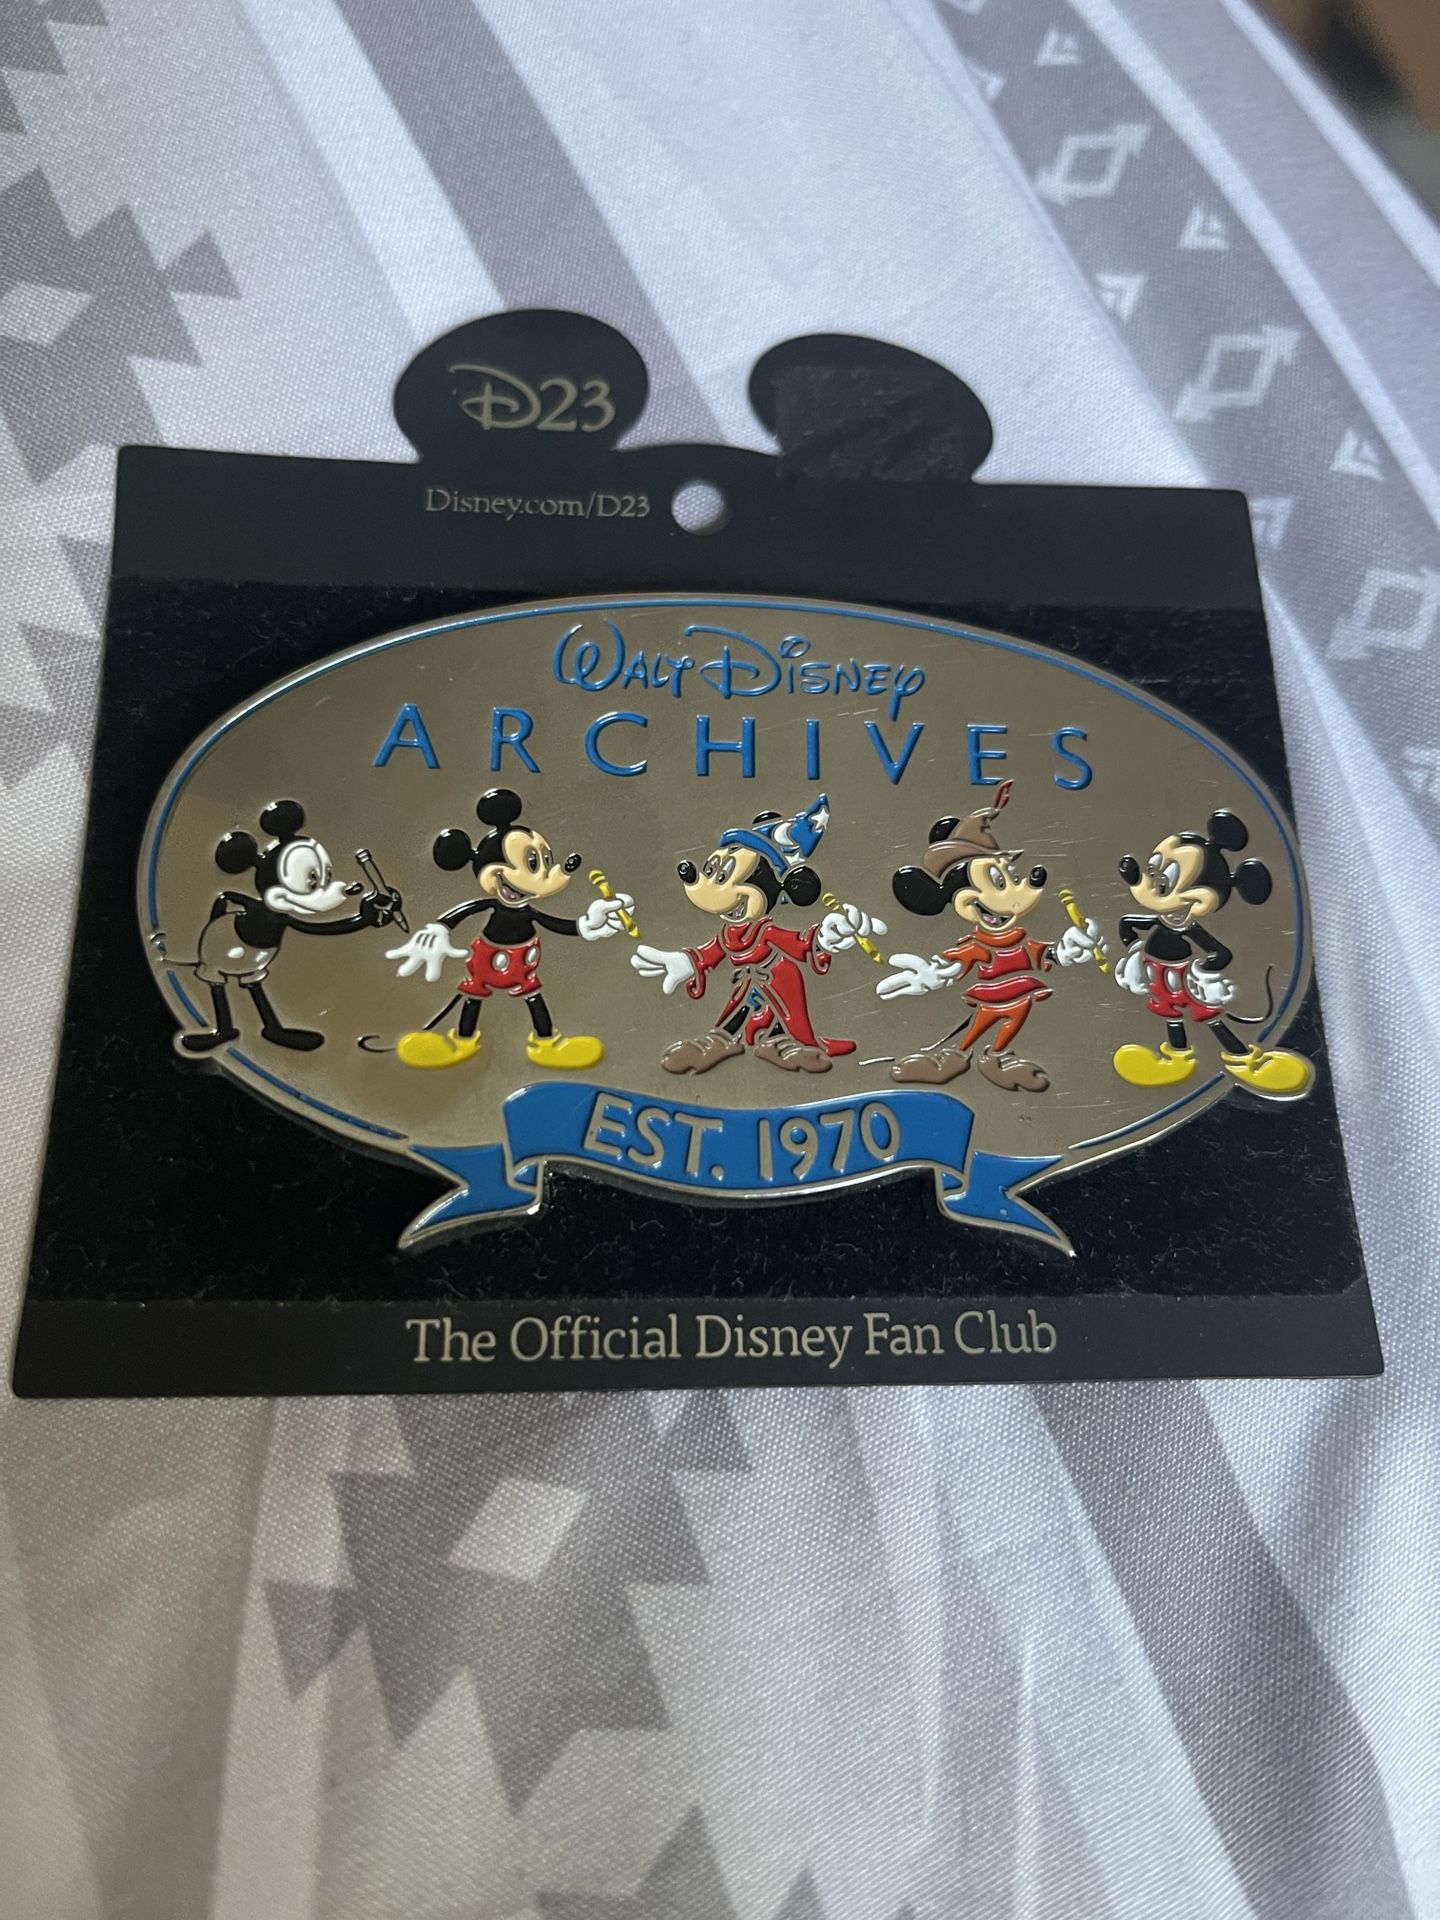 D23
Disney.com/D23
WALT DISNEY
ARCHIVES
EST. 1970
The Official Disney Fan Club